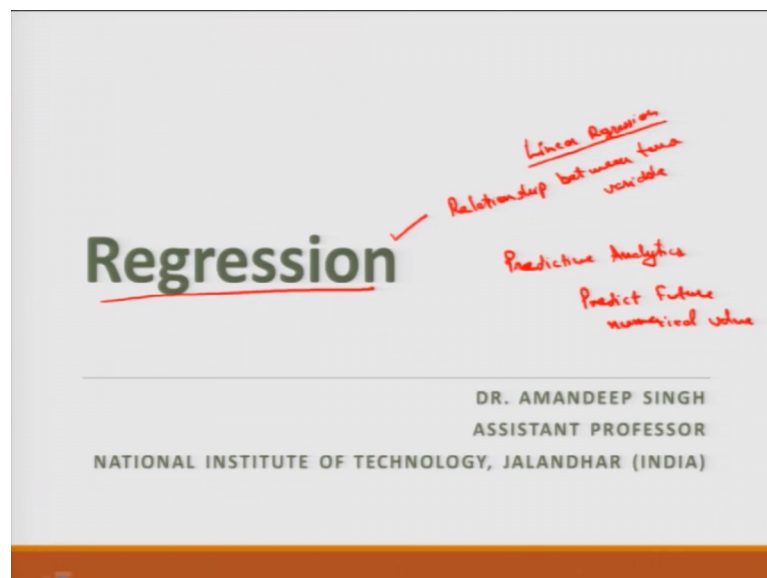 Linear Regression
Relationship between two
variable
Regression
Predictive Analytics
Predict Future
numerical value
DR. AMANDEEP SINGH
ASSISTANT PROFESSOR
NATIONAL INSTITUTE OF TECHNOLOGY, JALANDHAR (INDIA)